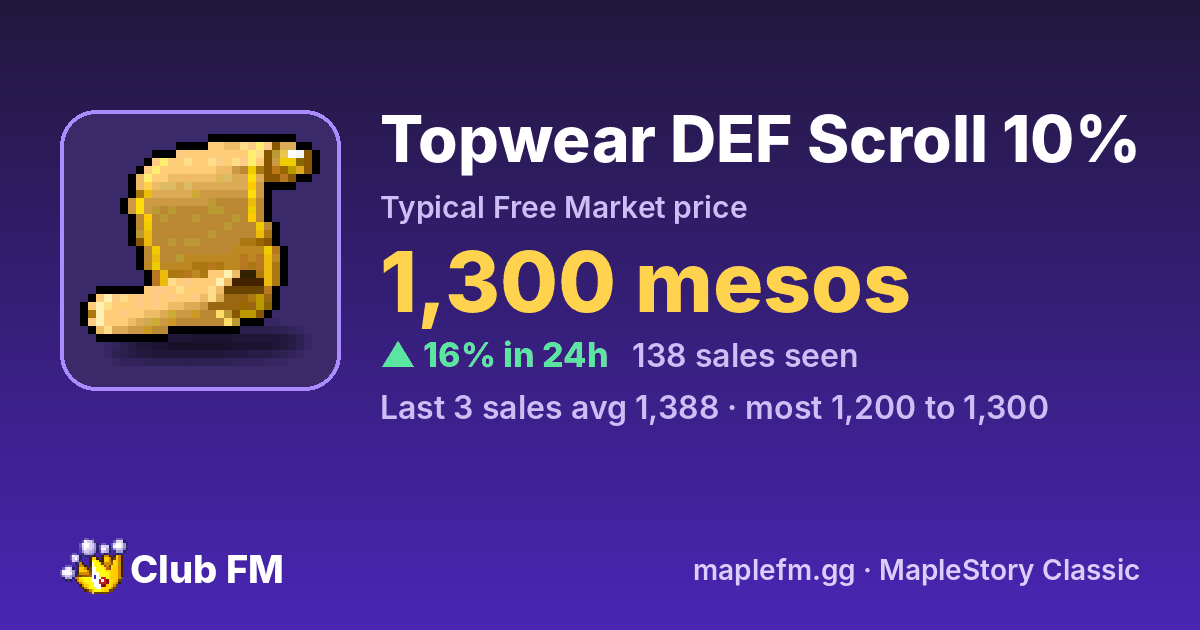 Topwear DEF Scroll 10%
Typical Free Market price
1,300 mesos
▲ 16% in 24h 138 sales seen
Last 3 sales avg 1,388 · most 1,200 to 1,300
Club FM
maplefm.gg · MapleStory Classic